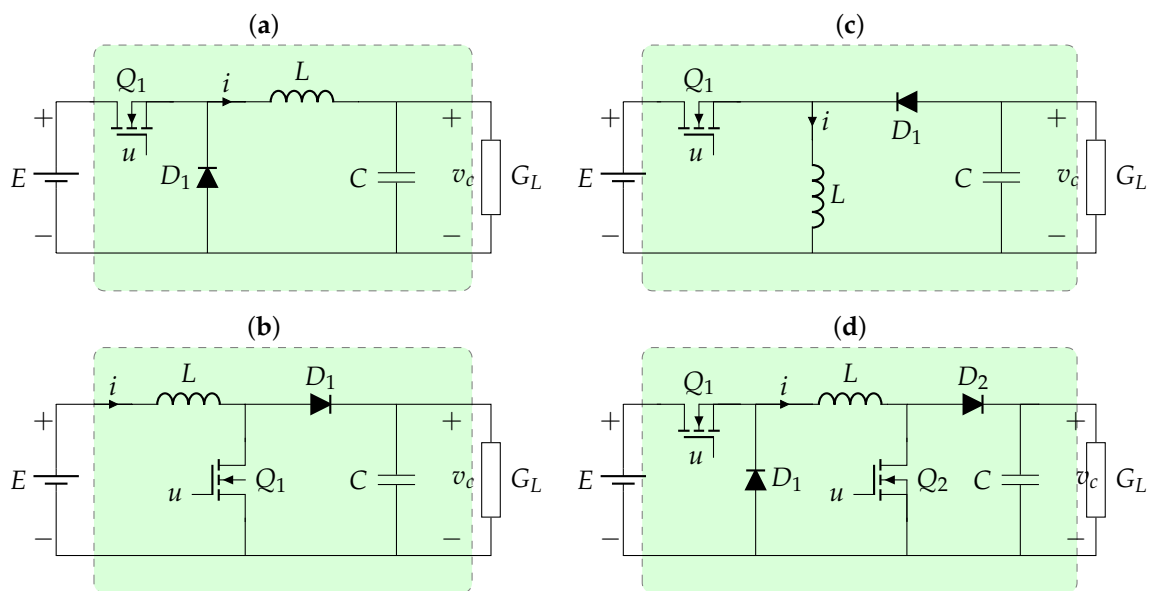 (a)
Q1
i
L
+
+
u
E
D1
C
vc
GL
−
−
(c)
Q1
+
+
u
i
D1
E
L
C
vc
GL
−
−
(b)
i
L
D1
+
+
E
u
Q1
C
vc
GL
−
−
(d)
Q1
i
L
D2
+
+
u
E
D1
u
Q2
C
vc
GL
−
−